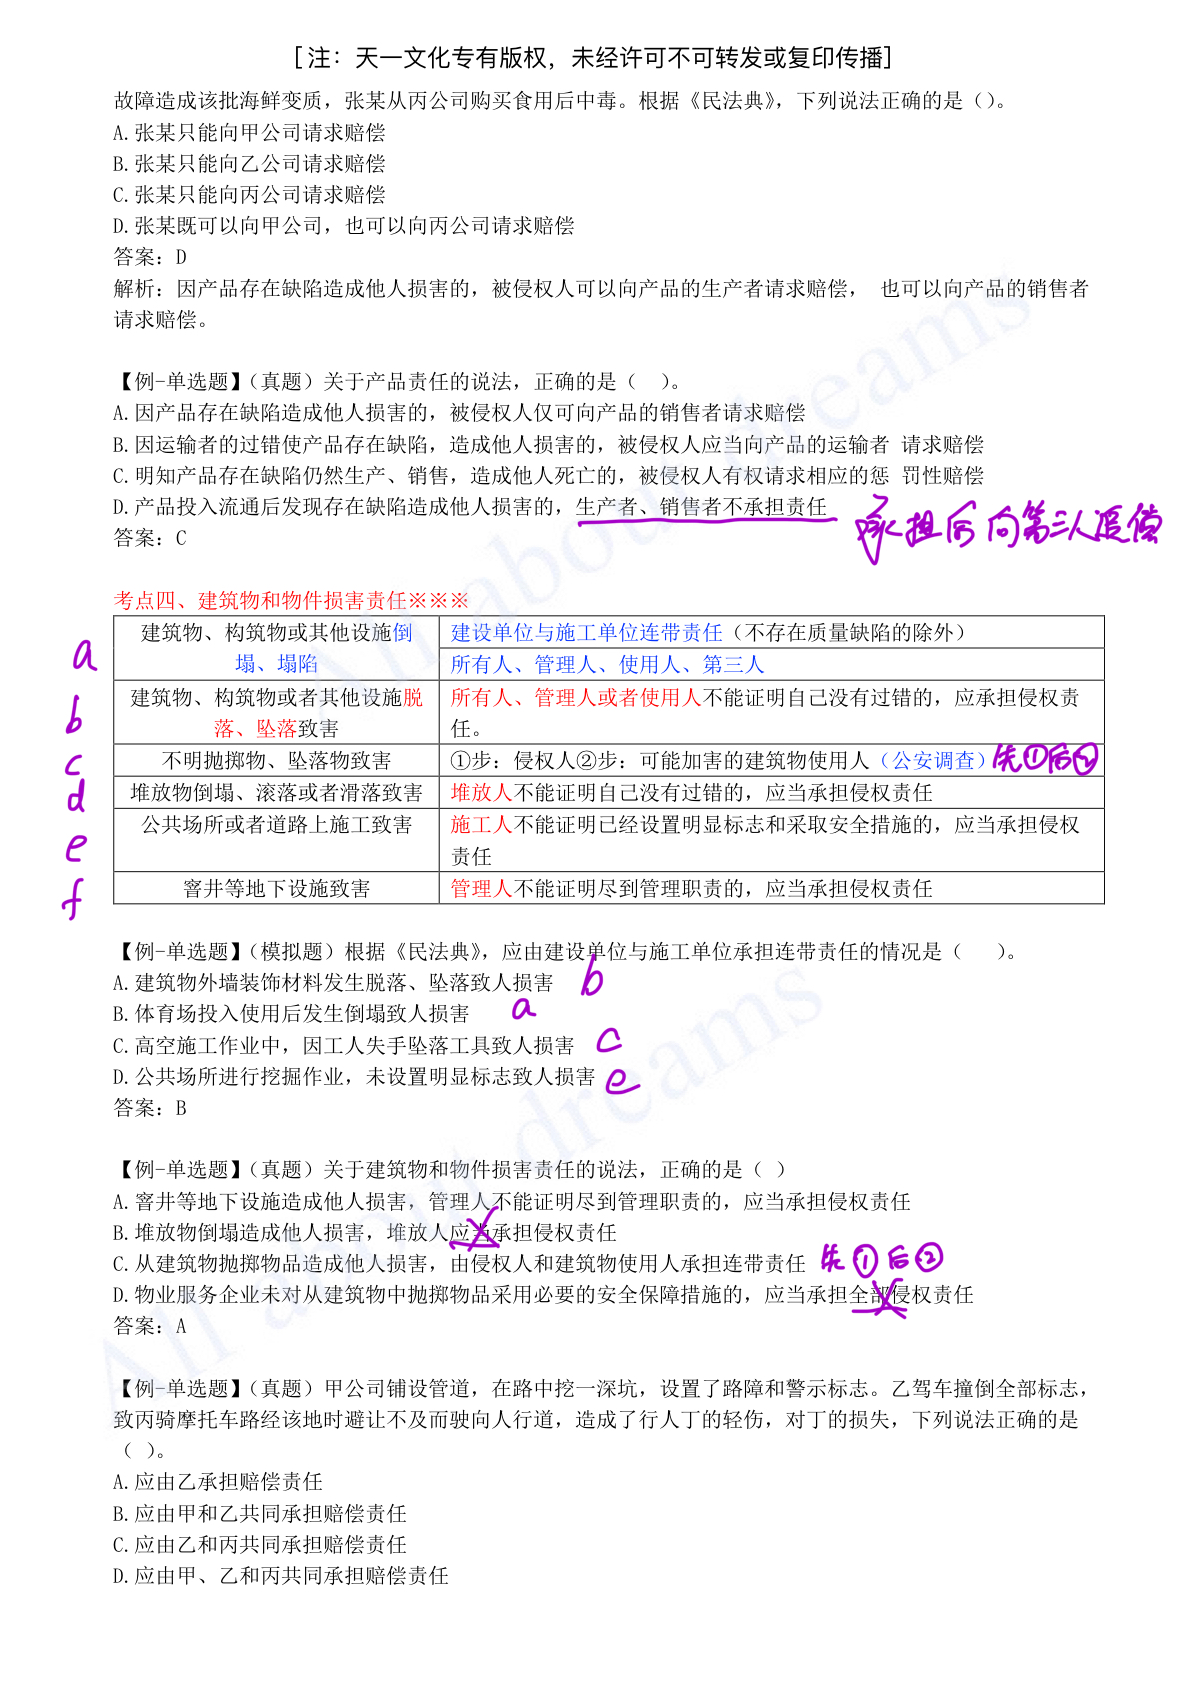 [注：天一文化专有版权，未经许可不可转发或复印传播]
故障造成该批海鲜变质，张某从丙公司购买食用后中毒。根据《民法典》，下列说法正确的是（）。
A.张某只能向甲公司请求赔偿
B.张某只能向乙公司请求赔偿
C.张某只能向丙公司请求赔偿
D.张某既可以向甲公司，也可以向丙公司请求赔偿
答案：D
解析：因产品存在缺陷造成他人损害的，被侵权人可以向产品的生产者请求赔偿， 也可以向产品的销售者
请求赔偿。
【例-单选题】（真题）关于产品责任的说法，正确的是（ ）。
A.因产品存在缺陷造成他人损害的，被侵权人仅可向产品的销售者请求赔偿
B.因运输者的过错使产品存在缺陷，造成他人损害的，被侵权人应当向产品的运输者 请求赔偿
C.明知产品存在缺陷仍然生产、销售，造成他人死亡的，被侵权人有权请求相应的惩 罚性赔偿
D.产品投入流通后发现存在缺陷造成他人损害的，生产者、销售者不承担责任
承担后向第三人追偿
答案：C
考点四、建筑物和物件损害责任※※※
a
建筑物、构筑物或其他设施倒
塌、塌陷
建设单位与施工单位连带责任（不存在质量缺陷的除外）
所有人、管理人、使用人、第三人
b
建筑物、构筑物或者其他设施脱
落、坠落致害
所有人、管理人或者使用人不能证明自己没有过错的，应承担侵权责
任。
c
不明抛掷物、坠落物致害
①步：侵权人②步：可能加害的建筑物使用人（公安调查）先①后②
d
堆放物倒塌、滚落或者滑落致害
堆放人不能证明自己没有过错的，应当承担侵权责任
e
公共场所或者道路上施工致害
施工人不能证明已经设置明显标志和采取安全措施的，应当承担侵权
责任
f
窨井等地下设施致害
管理人不能证明尽到管理职责的，应当承担侵权责任
【例-单选题】（模拟题）根据《民法典》，应由建设单位与施工单位承担连带责任的情况是（ ）。
A.建筑物外墙装饰材料发生脱落、坠落致人损害 b
B.体育场投入使用后发生倒塌致人损害 a
C.高空施工作业中，因工人失手坠落工具致人损害 c
D.公共场所进行挖掘作业，未设置明显标志致人损害 e
答案：B
【例-单选题】（真题）关于建筑物和物件损害责任的说法，正确的是（ ）
A.窨井等地下设施造成他人损害，管理人不能证明尽到管理职责的，应当承担侵权责任
B.堆放物倒塌造成他人损害，堆放人应当承担侵权责任
C.从建筑物抛掷物品造成他人损害，由侵权人和建筑物使用人承担连带责任 先①后②
D.物业服务企业未对从建筑物中抛掷物品采用必要的安全保障措施的，应当承担全部侵权责任
答案：A
【例-单选题】（真题）甲公司铺设管道，在路中挖一深坑，设置了路障和警示标志。乙驾车撞倒全部标志，
致丙骑摩托车路经该地时避让不及而驶向人行道，造成了行人丁的轻伤，对丁的损失，下列说法正确的是
（ ）。
A.应由乙承担赔偿责任
B.应由甲和乙共同承担赔偿责任
C.应由乙和丙共同承担赔偿责任
D.应由甲、乙和丙共同承担赔偿责任
All about dreams
All about dreams